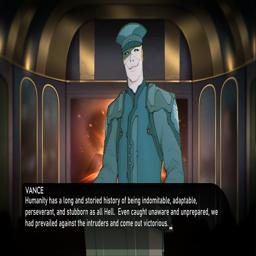 VANCE
Humanity has a long and storied history of being indomitable, adaptable,
perseverant, and stubborn as all Hell. Even caught unaware and unprepared, we
had prevailed against the intruders and come out victorious.